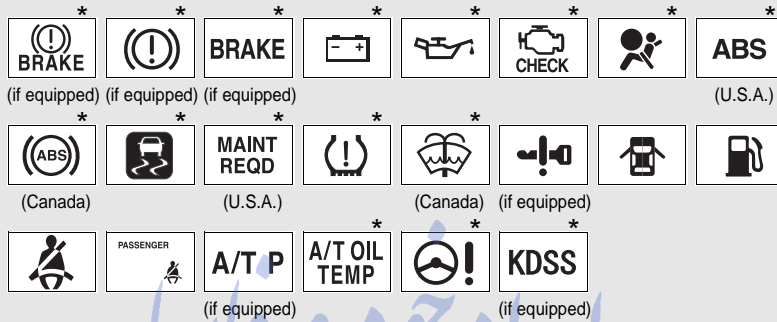 * * * * * * *
BRAKE BRAKE CHECK ABS
(if equipped) (if equipped) (if equipped) (U.S.A.)
* * * * *
ABS MAINT REQD
(Canada) (U.S.A.) (Canada) (if equipped)
* * *
PASSENGER A/T P A/T OIL TEMP KDSS
(if equipped) (if equipped)